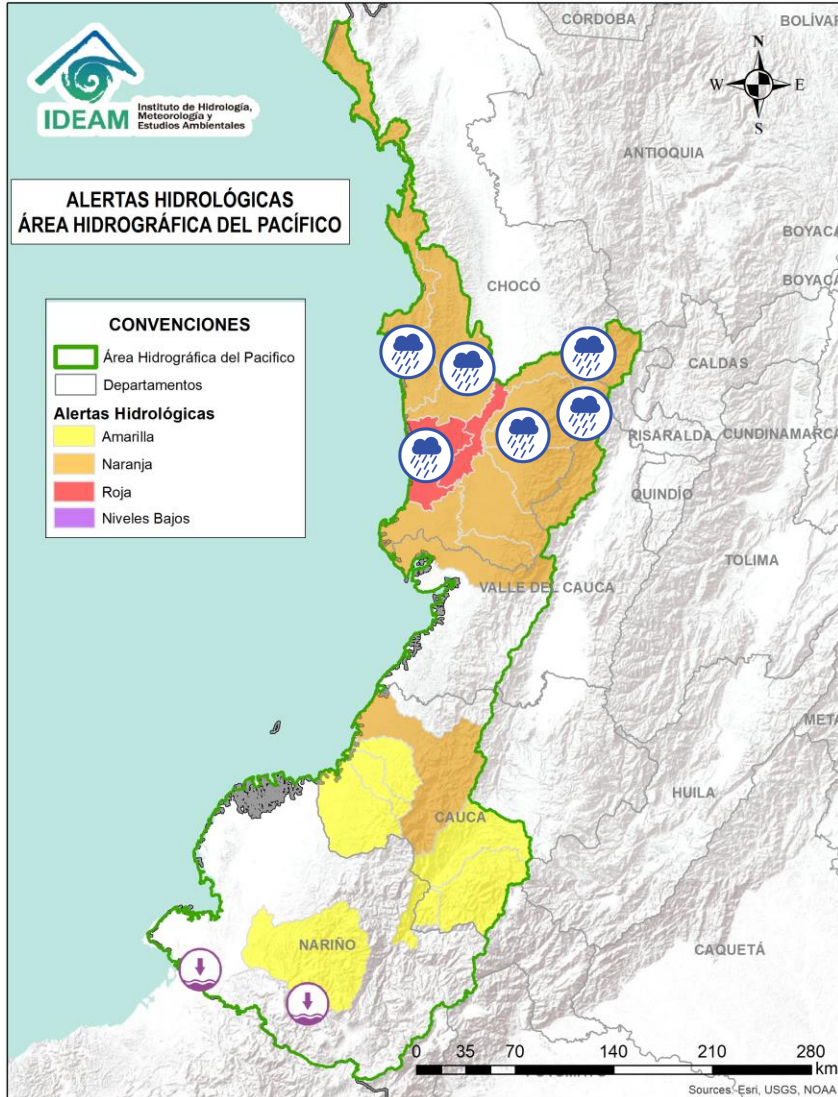 CÓRDOBA
BOLÍVAR
IDEAM
Instituto de Hidrología,
Meteorología y
Estudios Ambientales
N
W
E
S
ANTIOQUIA
ALERTAS HIDROLÓGICAS
ÁREA HIDROGRÁFICA DEL PACÍFICO
BOYACÁ
BOYACÁ
CHOCÓ
CONVENCIONES
Área Hidrográfica del Pacifico
Departamentos
Alertas Hidrológicas
Amarilla
Naranja
Roja
Niveles Bajos
CALDAS
RISARALDA
CUNDINAMARCA
QUINDÍO
TOLIMA
VALLE DEL CAUCA
META
HUILA
CAUCA
NARIÑO
CAQUETÁ
0 35 70 140 210 280
km
Sources: Esri, USGS, NOAA